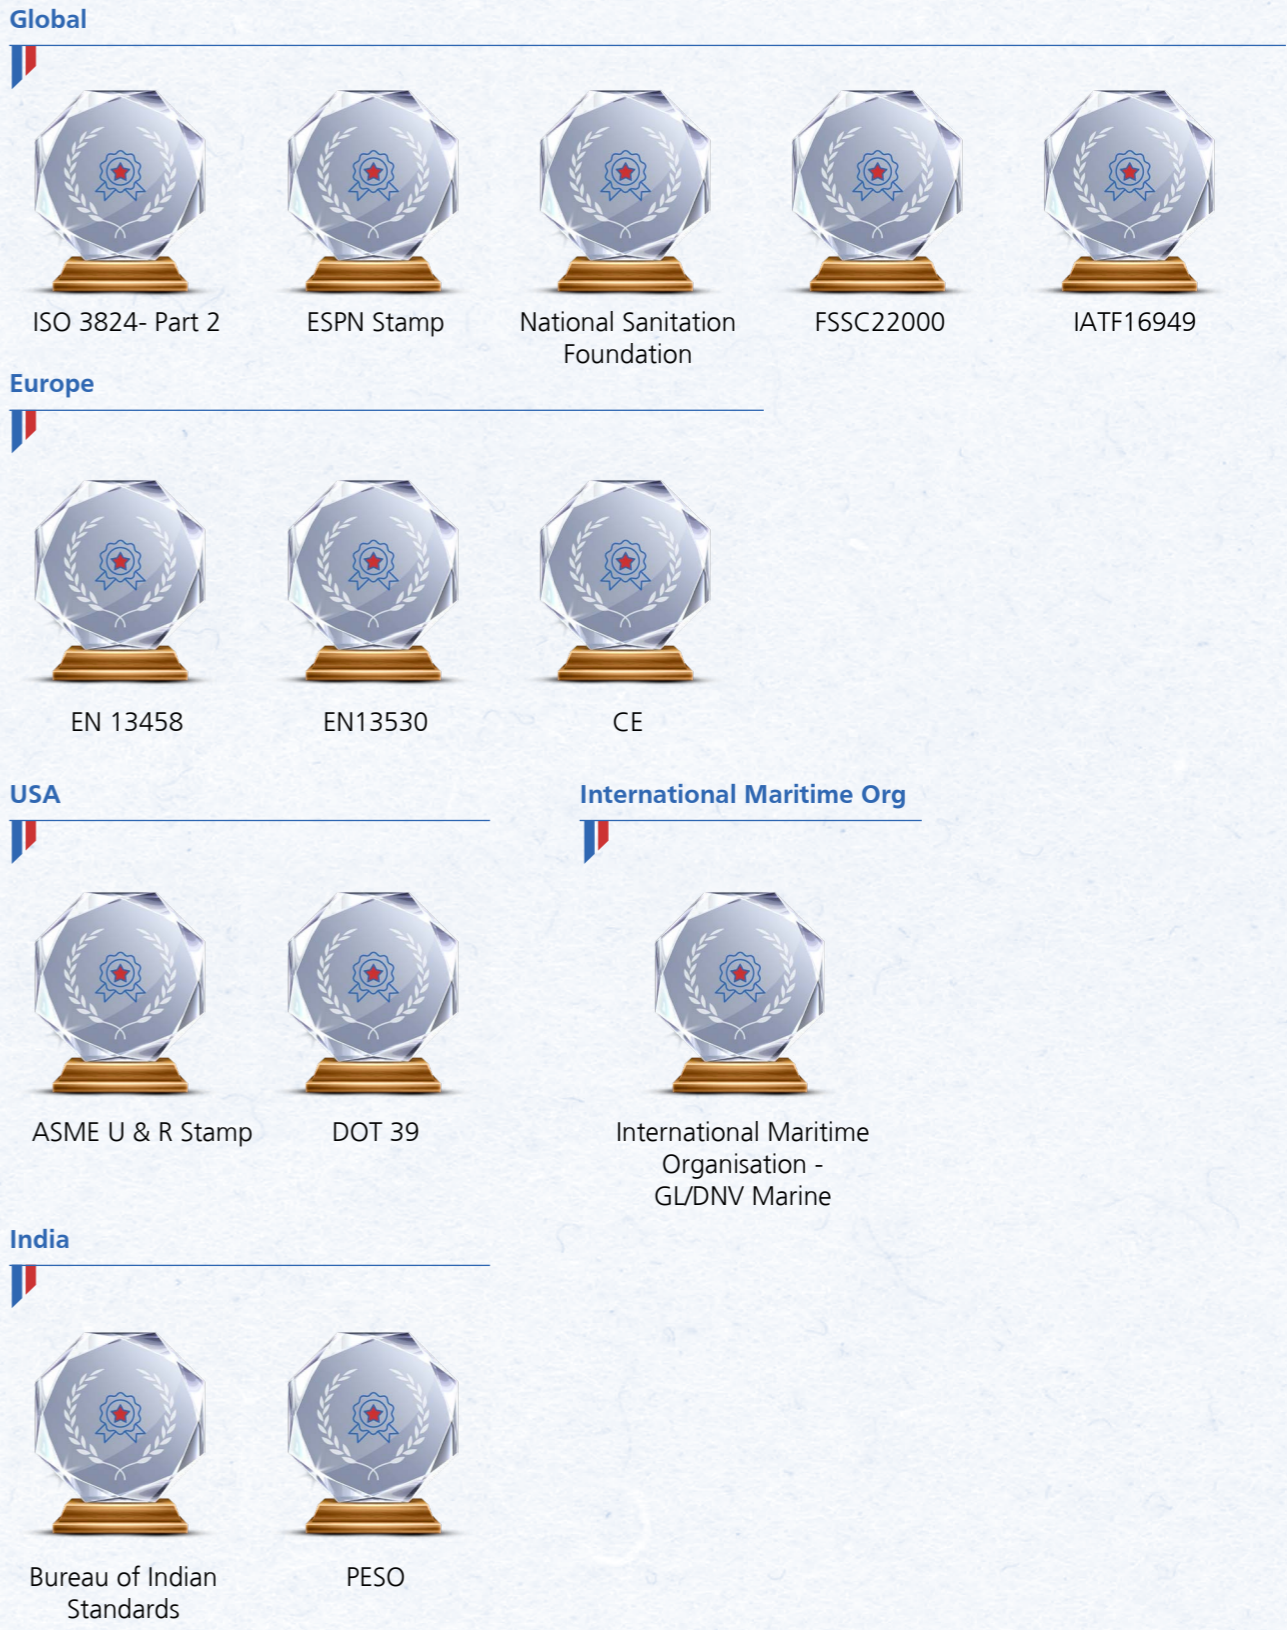 Global
ISO 3824- Part 2
ESPN Stamp
National Sanitation
Foundation
FSSC22000
IATF16949
Europe
EN 13458
EN13530
CE
USA
ASME U & R Stamp
DOT 39
International Maritime Org
International Maritime
Organisation -
GL/DNV Marine
India
Bureau of Indian
Standards
PESO